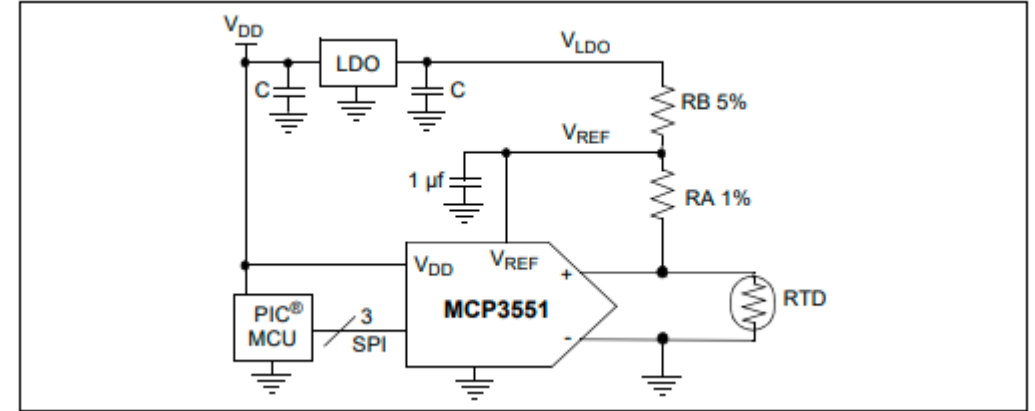 VDD
LDO
VLDO
C
C
RB 5%
VREF
1 µf
RA 1%
VDD
VREF
+
MCP3551
-
RTD
PIC® MCU
3
SPI